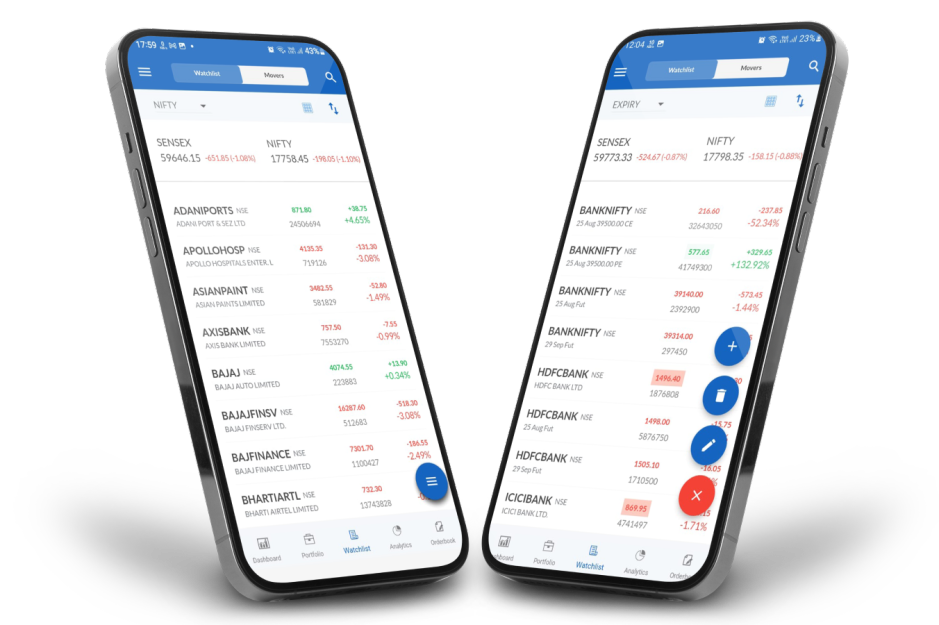 17:59 43%
Watchlist Movers
NIFTY
SENSEX NIFTY
59646.15 -651.85 (-1.08%) 17758.45 -198.05 (-1.10%)
ADANIPORTS NSE 871.80 +38.75
ADANI PORT & SEZ LTD 24506694 +4.65%
APOLLOHOSP NSE 4135.35 -131.30
APOLLO HOSPITALS ENTER. L 719126 -3.08%
ASIANPAINT NSE 3482.55 -52.80
ASIAN PAINTS LIMITED 581829 -1.49%
AXISBANK NSE 757.50 -7.55
AXIS BANK LIMITED 7553270 -0.99%
BAJAJ NSE 4074.55 +13.90
BAJAJ AUTO LIMITED 223883 +0.34%
BAJAJFINSV NSE 16287.60 -518.30
BAJAJ FINSERV LTD. 512683 -3.08%
BAJFINANCE NSE 7301.70 -186.55
BAJAJ FINANCE LIMITED 1100427 -2.49%
BHARTIARTL NSE 732.30
BHARTI AIRTEL LIMITED 13743828
Dashboard Portfolio Watchlist Analytics Orderbook
12:04 23%
Watchlist Movers
EXPIRY
SENSEX NIFTY
59773.33 -524.67 (-0.87%) 17798.35 -158.15 (-0.88%)
BANKNIFTY NSE 216.60 -237.85
25 Aug 39500.00 CE 32643050 -52.34%
BANKNIFTY NSE 577.65 +329.65
25 Aug 39500.00 PE 41749300 +132.92%
BANKNIFTY NSE 39140.00 -573.45
25 Aug Fut 2392900 -1.44%
BANKNIFTY NSE 39314.00
29 Sep Fut 297450
HDFCBANK NSE 1496.40
HDFC BANK LTD 1876808
HDFCBANK NSE 1498.00 -15.75
25 Aug Fut 5876750
HDFCBANK NSE 1505.10 -16.05
29 Sep Fut 1710500
ICICIBANK NSE 869.95
ICICI BANK LTD. 4741497 -1.71%
Portfolio Watchlist Analytics